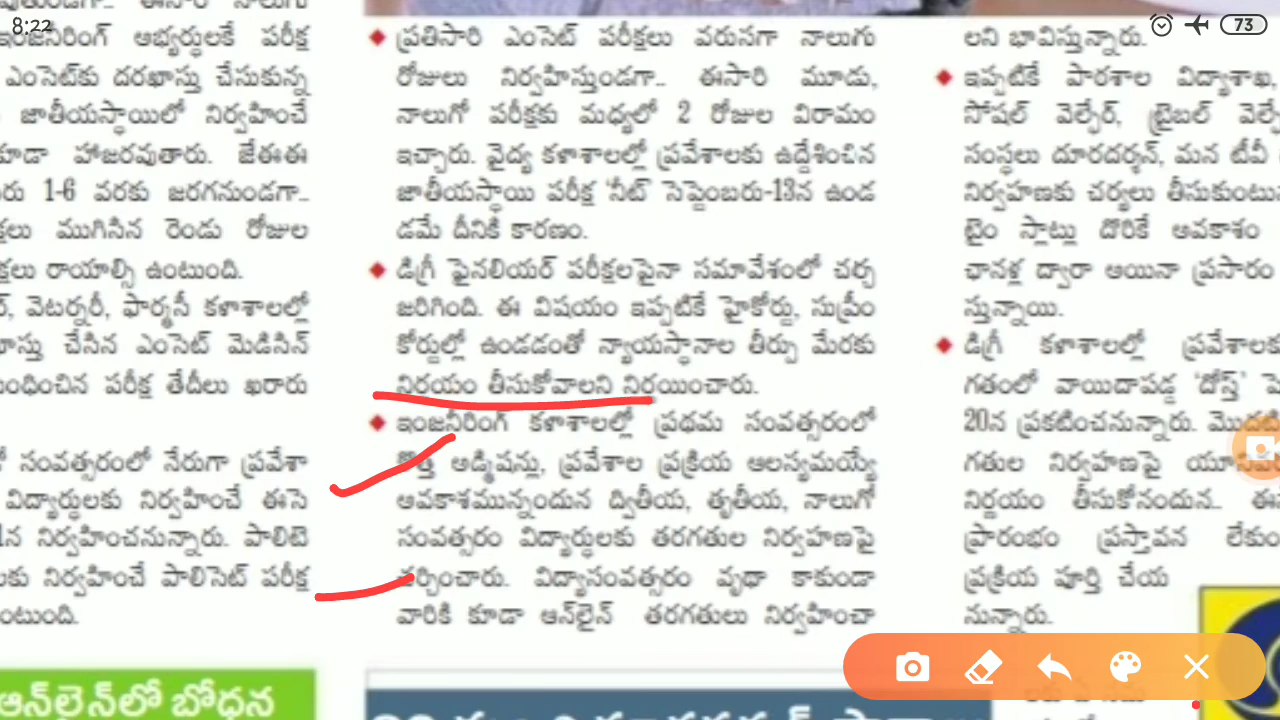 8:22
73
ఇంజనీరింగ్ అభ్యర్థులకే పరీక్ష
ఎంసెట్‌కు దరఖాస్తు చేసుకున్న
జాతీయస్థాయిలో నిర్వహించే
కూడా హాజరవుతారు. జేఈఈ
1-6 వరకు జరగనుండగా..
ముగిసిన రెండు రోజుల
రాయాల్సి ఉంటుంది.
వెటర్నరీ, ఫార్మసీ కళాశాలల్లో
చేసిన ఎంసెట్ మెడిసిన్
పరీక్ష తేదీలు ఖరారు
సంవత్సరంలో నేరుగా ప్రవేశా
విద్యార్థులకు నిర్వహించే ఈసె
నిర్వహించనున్నారు. పాలిటె
నిర్వహించే పాలిసెట్ పరీక్ష
ఆన్‌లైన్‌లో బోధన
ప్రతిసారి ఎంసెట్ పరీక్షలు వరుసగా నాలుగు
రోజులు నిర్వహిస్తుండగా.. ఈసారి మూడు,
నాలుగో పరీక్షకు మధ్యలో 2 రోజుల విరామం
ఇచ్చారు. వైద్య కళాశాలల్లో ప్రవేశాలకు ఉద్దేశించిన
జాతీయస్థాయి పరీక్ష ‘నీట్’ సెప్టెంబరు-13న ఉండ
డమే దీనికి కారణం.
డిగ్రీ ఫైనలియర్ పరీక్షలపైనా సమావేశంలో చర్చ
జరిగింది. ఈ విషయం ఇప్పటికే హైకోర్టు, సుప్రీం
కోర్టుల్లో ఉండడంతో న్యాయస్థానాల తీర్పు మేరకు
నిర్ణయం తీసుకోవాలని నిర్ణయించారు.
ఇంజనీరింగ్ కళాశాలల్లో ప్రథమ సంవత్సరంలో
కొత్త అడ్మిషన్లు, ప్రవేశాల ప్రక్రియ ఆలస్యమయ్యే
అవకాశమున్నందున ద్వితీయ, తృతీయ, నాలుగో
సంవత్సరం విద్యార్థులకు తరగతుల నిర్వహణపై
చర్చించారు. విద్యాసంవత్సరం వృథా కాకుండా
వారికి కూడా ఆన్‌లైన్ తరగతులు నిర్వహించా
లని భావిస్తున్నారు.
ఇప్పటికే పాఠశాల విద్యాశాఖ,
సోషల్ వెల్ఫేర్, ట్రైబల్
సంస్థలు దూరదర్శన్, మన టీవీ
నిర్వహణకు చర్యలు
టైం స్లాట్లు దొరికే అవకాశం
ఛానళ్ల ద్వారా అయినా ప్రసారం
స్తున్నాయి.
డిగ్రీ కళాశాలల్లో
గతంలో వాయిదాపడ్డ ‘దోస్త్’
20న ప్రకటించనున్నారు.
గతుల నిర్వహణపై
నిర్ణయం తీసుకోనందున..
ప్రారంభం ప్రస్తావన
ప్రక్రియ పూర్తి చేయ
నున్నారు.